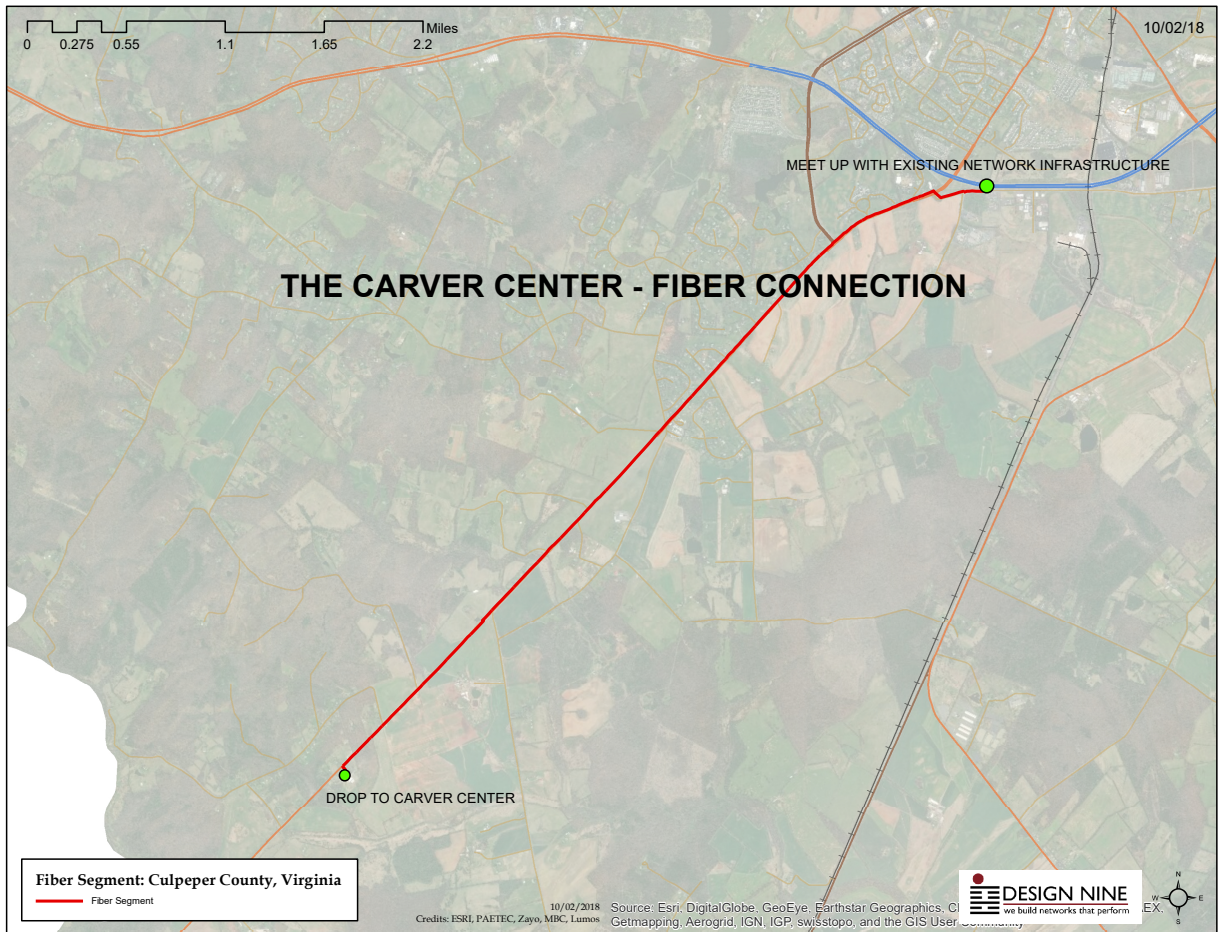 Miles
0 0.275 0.55 1.1 1.65 2.2
10/02/18
MEET UP WITH EXISTING NETWORK INFRASTRUCTURE
THE CARVER CENTER - FIBER CONNECTION
DROP TO CARVER CENTER
Fiber Segment: Culpeper County, Virginia
Fiber Segment
10/02/2018
Credits: ESRI, PAETEC, Zayo, MBC, Lumos
Source: Esri, DigitalGlobe, GeoEye, Earthstar Geographics, EX,
Getmapping, Aerogrid, IGN, IGP, swisstopo, and the GIS User Community
DESIGN NINE
we build networks that perform
N
W E
S